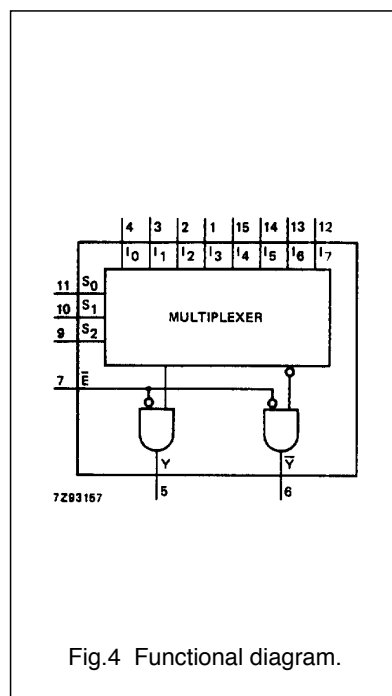 4 3 2 1 15 14 13 12
I0 I1 I2 I3 I4 I5 I6 I7
11 S0
10 S1
MULTIPLEXER
9 S2
7 E̅
Y Y̅
7Z93157 5 6
Fig.4 Functional diagram.